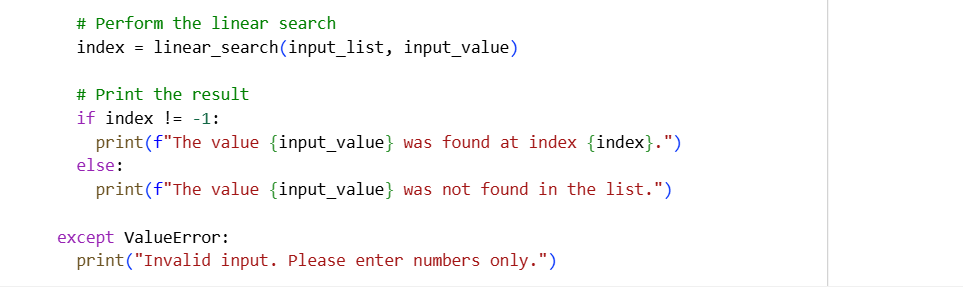 # Perform the linear search
index = linear_search(input_list, input_value)
# Print the result
if index != -1:
print(f"The value {input_value} was found at index {index}.")
else:
print(f"The value {input_value} was not found in the list.")
except ValueError:
print("Invalid input. Please enter numbers only.")